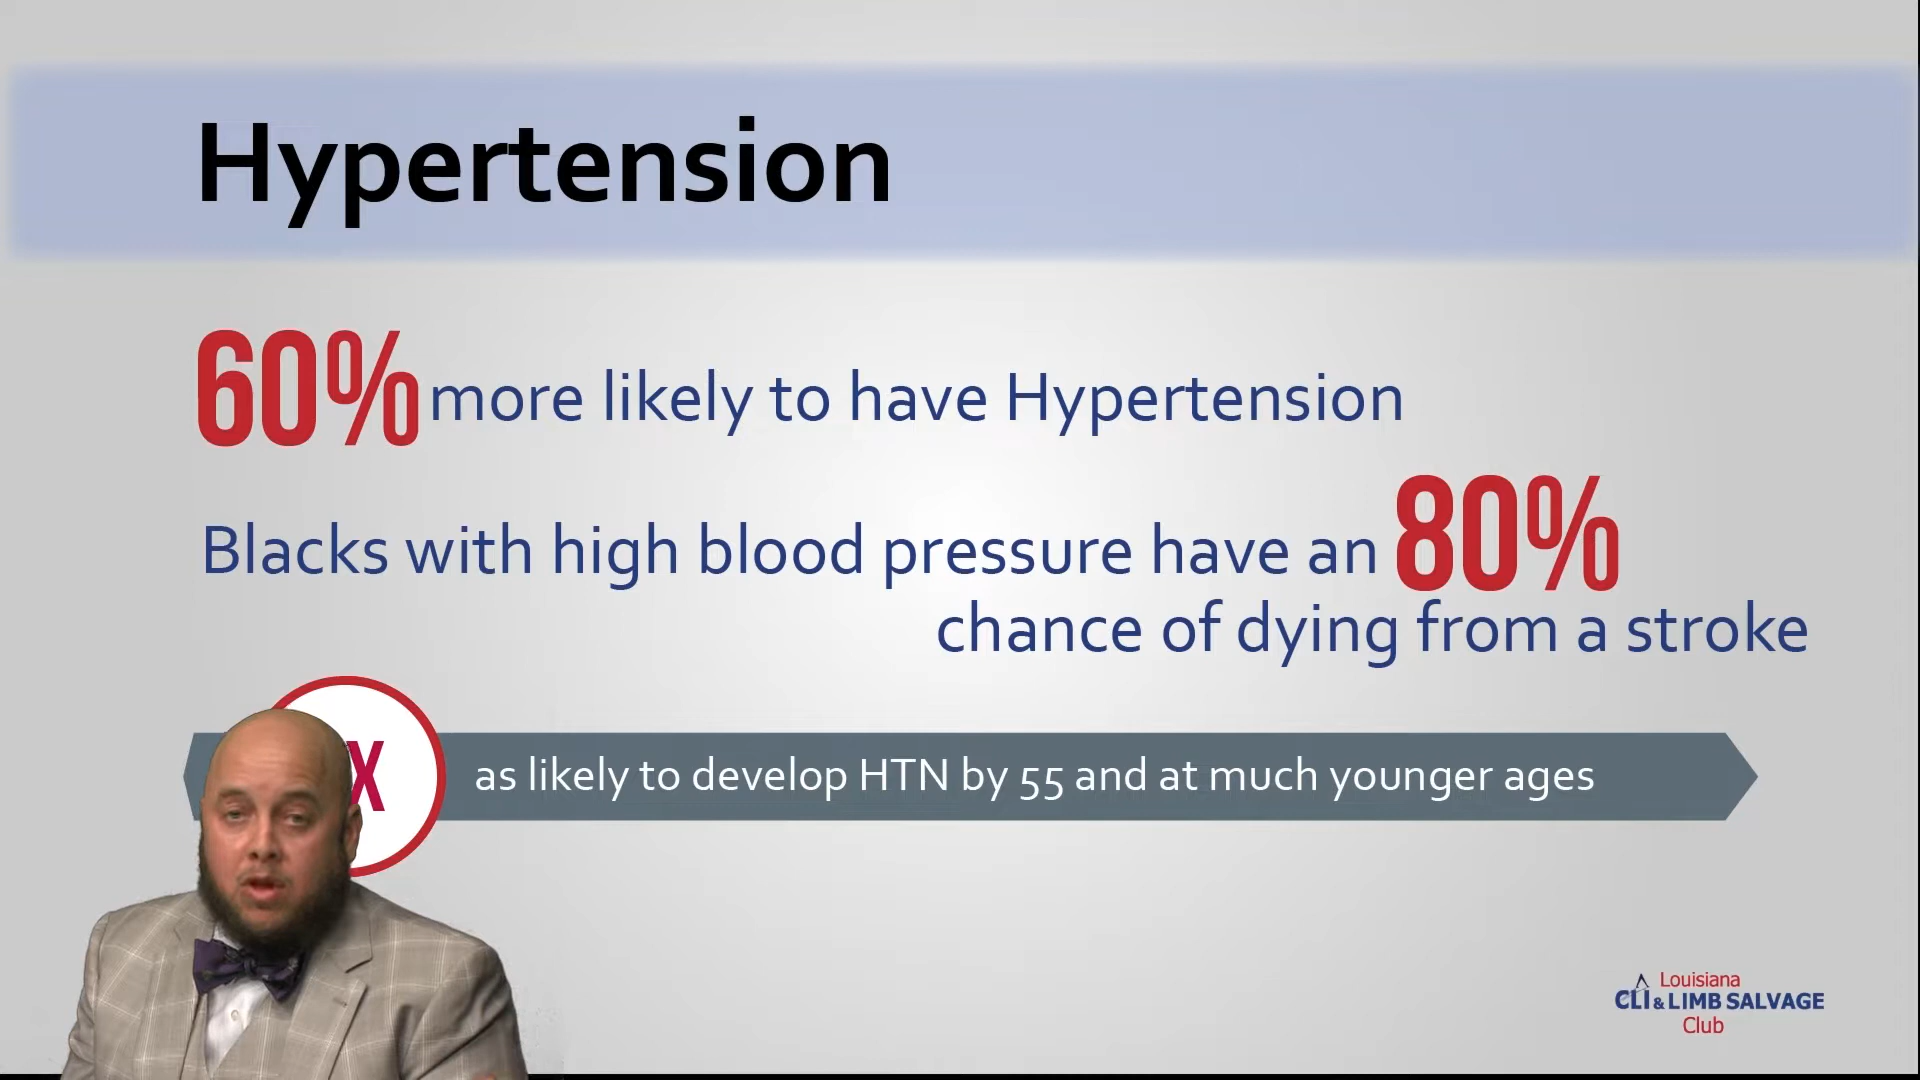 Hypertension
60% more likely to have Hypertension
Blacks with high blood pressure have an 80%
chance of dying from a stroke
X as likely to develop HTN by 55 and at much younger ages
Louisiana
CLI & LIMB SALVAGE
Club